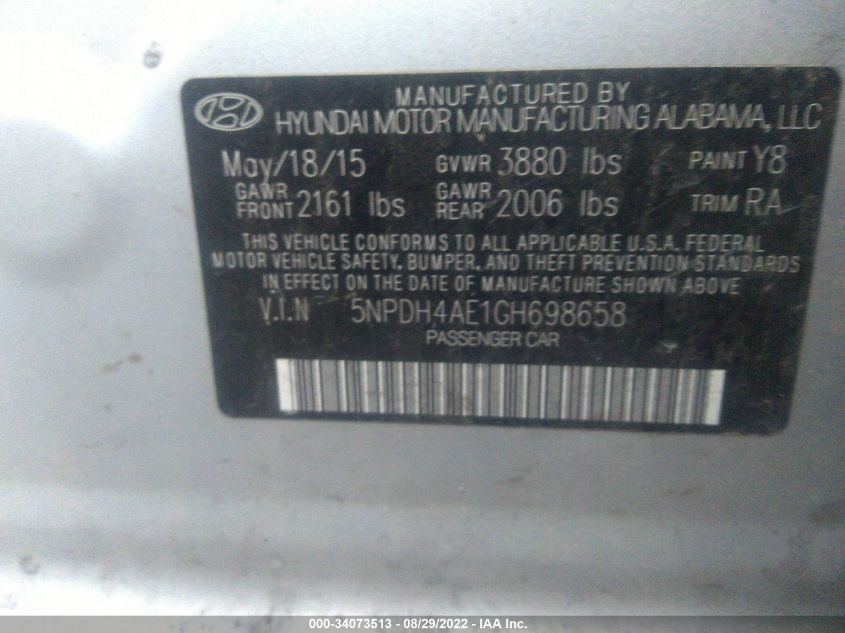 MANUFACTURED BY
HYUNDAI MOTOR MANUFACTURING ALABAMA, LLC
May/18/15 GVWR 3880 lbs PAINT Y8
GAWR FRONT 2161 lbs GAWR REAR 2006 lbs TRIM RA
THIS VEHICLE CONFORMS TO ALL APPLICABLE U.S.A. FEDERAL
MOTOR VEHICLE SAFETY, BUMPER, AND THEFT PREVENTION STANDARDS
IN EFFECT ON THE DATE OF MANUFACTURE SHOWN ABOVE
V.I.N 5NPDH4AE1GH698658
PASSENGER CAR
000-34073513 - 08/29/2022 - IAA Inc.